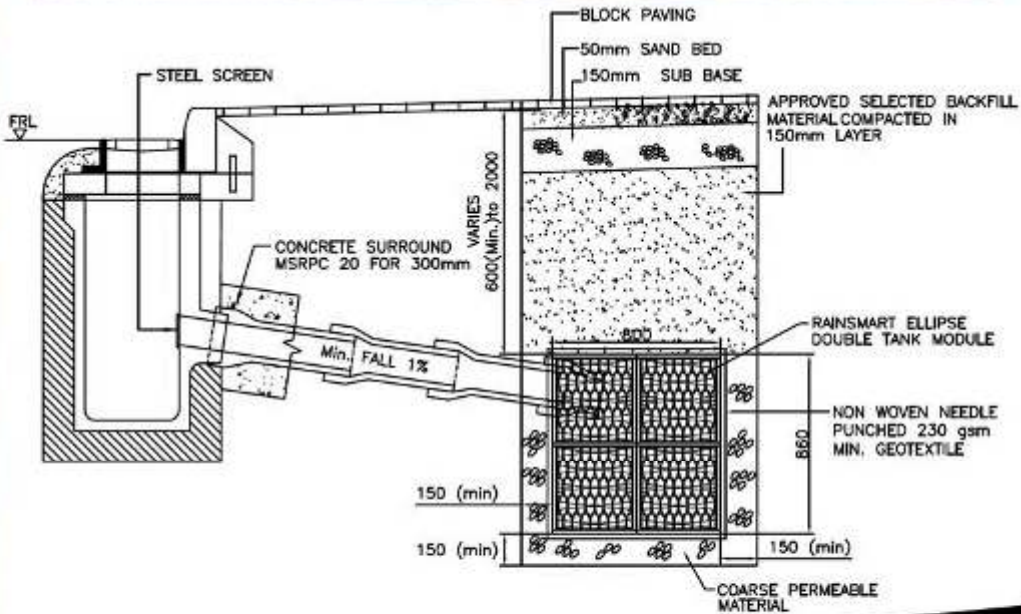 BLOCK PAVING
50mm SAND BED
150mm SUB BASE
STEEL SCREEN
APPROVED SELECTED BACKFILL
MATERIAL COMPACTED IN
150mm LAYER
FRL
VARIES
600(Min.)to 2000
CONCRETE SURROUND
MSRPC 20 FOR 300mm
Min. FALL 1%
800
RAINSMART ELLIPSE
DOUBLE TANK MODULE
NON WOVEN NEEDLE
PUNCHED 230 gsm
MIN. GEOTEXTILE
860
150 (min)
150 (min)
150 (min)
COARSE PERMEABLE
MATERIAL